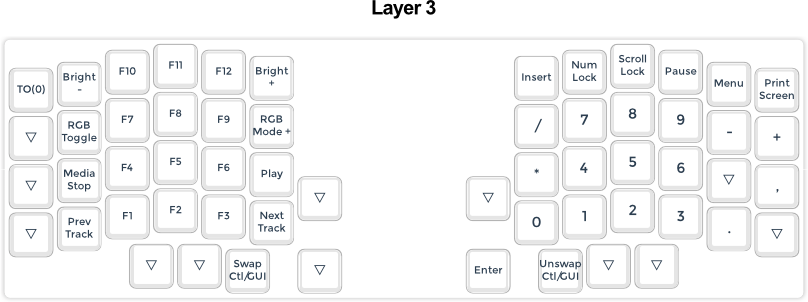 Layer 3
TO(0) Bright - F10 F11 F12 Bright + Insert Num Lock Scroll Lock Pause Menu Print Screen
▽ RGB Toggle F7 F8 F9 RGB Mode + / 7 8 9 - +
▽ Media Stop F4 F5 F6 Play * 4 5 6 ▽ ,
▽ Prev Track F1 F2 F3 Next Track ▽ ▽ 0 1 2 3 . ▽
▽ ▽ Swap Ctl/GUI ▽ Enter Unswap Ctl/GUI ▽ ▽